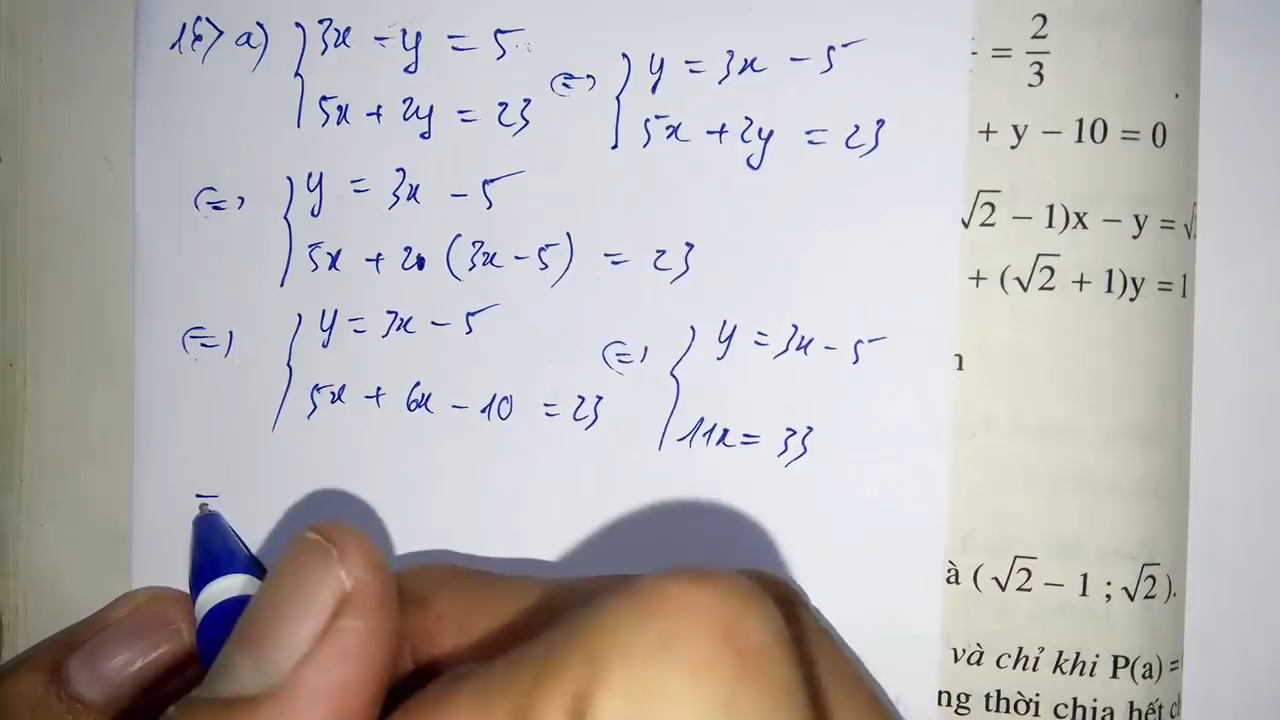 16) a) { 3x - y = 5
5x + 2y = 23
(=) { y = 3x - 5
5x + 2y = 23
(=) { y = 3x - 5
5x + 2. (3x - 5) = 23
(=) { y = 3x - 5
5x + 6x - 10 = 23
(=) { y = 3x - 5
11x = 33
= 2/3
+ y − 10 = 0
√2 − 1)x − y = √
+ (√2 + 1)y = 1
à ( √2 − 1 ; √2 ).
và chỉ khi P(a) =
ng thời chia hết